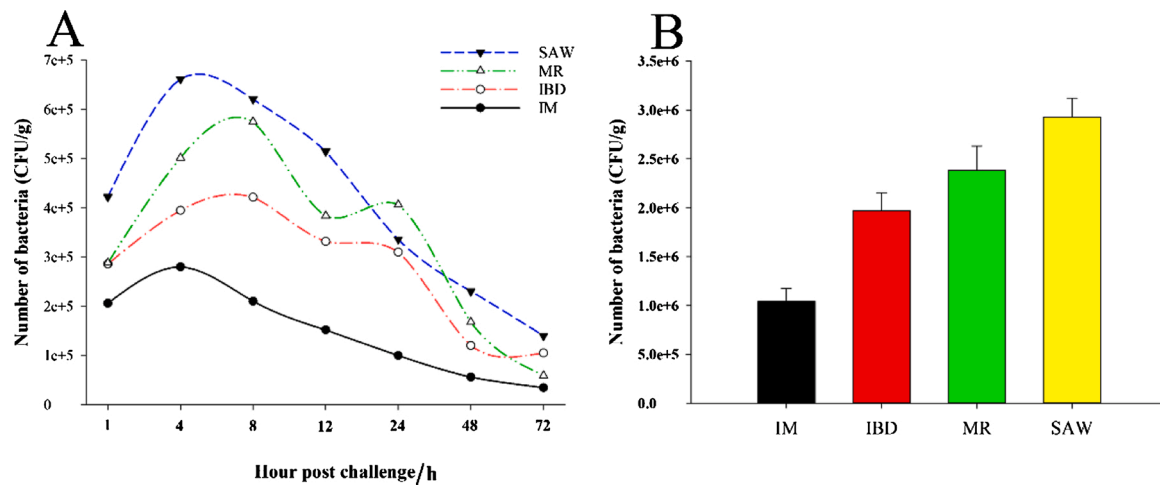 A
SAW
MR
IBD
IM
Number of bacteria (CFU/g)
7e+5
6e+5
5e+5
4e+5
3e+5
2e+5
1e+5
0
1 4 8 12 24 48 72
Hour post challenge/h
B
Number of bacteria (CFU/g)
3.5e+6
3.0e+6
2.5e+6
2.0e+6
1.5e+6
1.0e+6
5.0e+5
0.0
IM IBD MR SAW